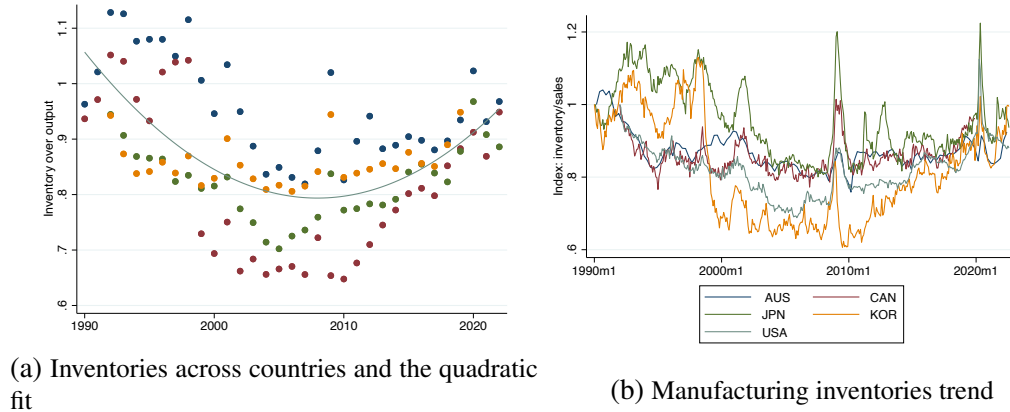 Inventory over output
1.1
1
.9
.8
.7
.6
1990
2000
2010
2020
(a) Inventories across countries and the quadratic
fit
Index: inventory/sales
1.2
1
.8
.6
1990m1
2000m1
2010m1
2020m1
AUS
CAN
JPN
KOR
USA
(b) Manufacturing inventories trend